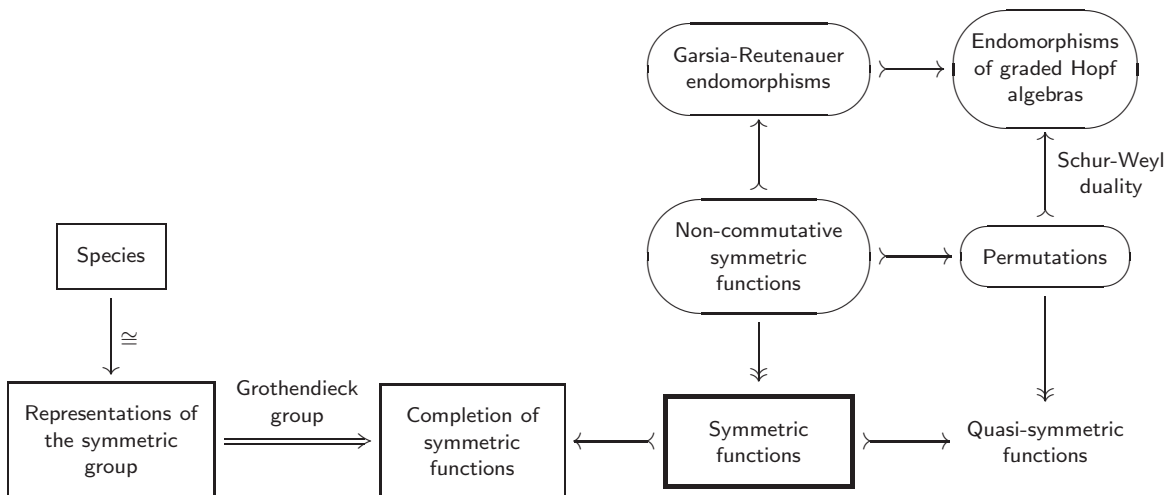 Garsia-Reutenauer
endomorphisms
Endomorphisms
of graded Hopf
algebras
Schur-Weyl
duality
Non-commutative
symmetric
functions
Permutations
Species
≅
Representations of
the symmetric
group
Grothendieck
group
Completion of
symmetric
functions
Symmetric
functions
Quasi-symmetric
functions